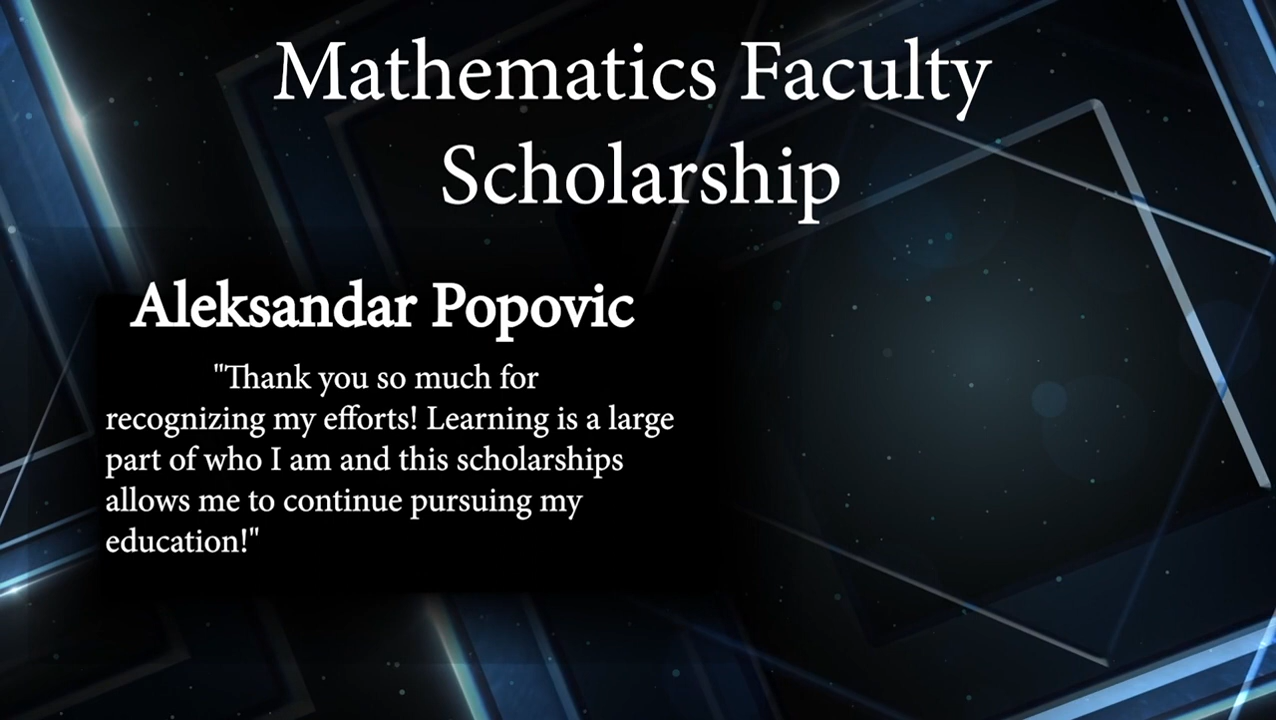 Mathematics Faculty
Scholarship
Aleksandar Popovic
"Thank you so much for
recognizing my efforts! Learning is a large
part of who I am and this scholarships
allows me to continue pursuing my
education!"